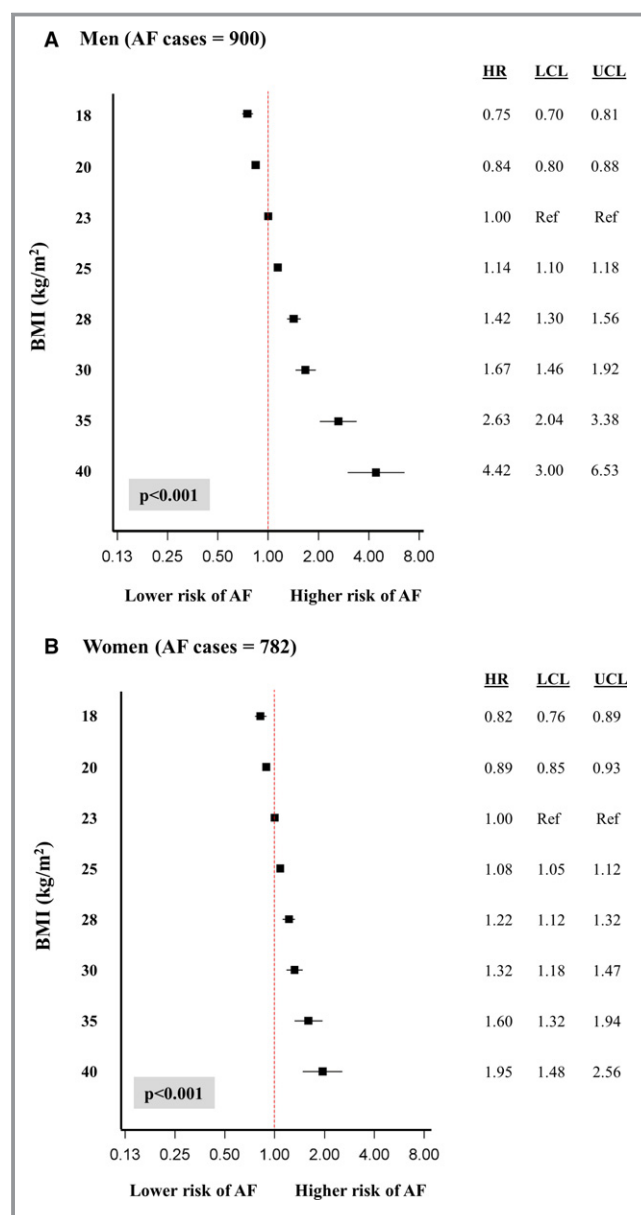 A Men (AF cases = 900)
HR LCL UCL
18 0.75 0.70 0.81
20 0.84 0.80 0.88
23 1.00 Ref Ref
25 1.14 1.10 1.18
28 1.42 1.30 1.56
30 1.67 1.46 1.92
35 2.63 2.04 3.38
40 4.42 3.00 6.53
BMI (kg/m²)
p<0.001
0.13 0.25 0.50 1.00 2.00 4.00 8.00
Lower risk of AF Higher risk of AF
B Women (AF cases = 782)
HR LCL UCL
18 0.82 0.76 0.89
20 0.89 0.85 0.93
23 1.00 Ref Ref
25 1.08 1.05 1.12
28 1.22 1.12 1.32
30 1.32 1.18 1.47
35 1.60 1.32 1.94
40 1.95 1.48 2.56
BMI (kg/m²)
p<0.001
0.13 0.25 0.50 1.00 2.00 4.00 8.00
Lower risk of AF Higher risk of AF